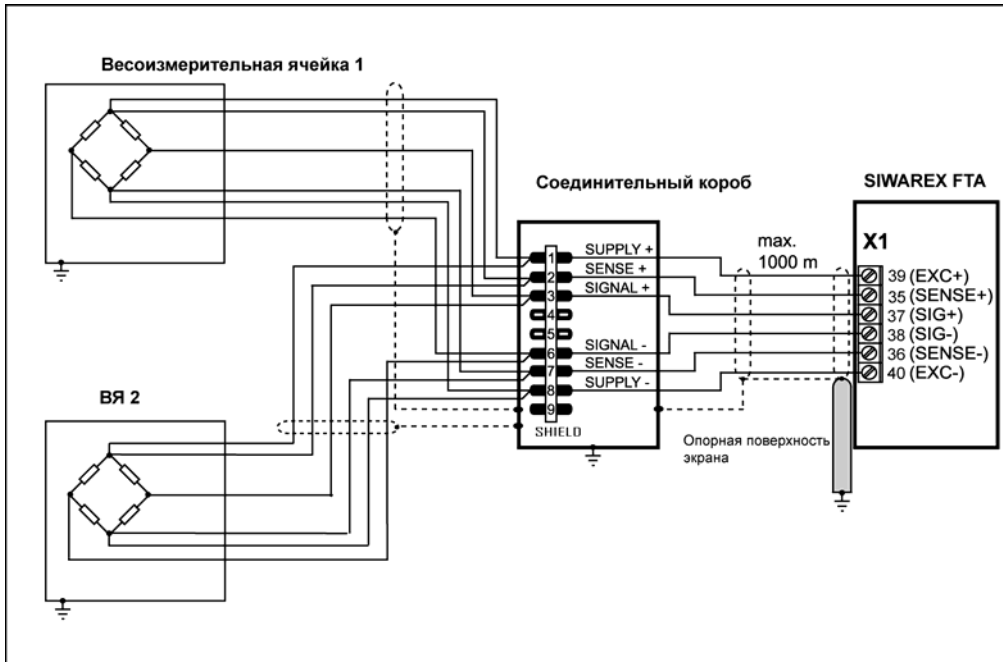 Весоизмерительная ячейка 1
Соединительный короб
SIWAREX FTA
X1
max.
1000 m
1
SUPPLY +
2
SENSE +
3
SIGNAL +
4
5
6
SIGNAL -
7
SENSE -
8
SUPPLY -
9
SHIELD
39 (EXC+)
35 (SENSE+)
37 (SIG+)
38 (SIG-)
36 (SENSE-)
40 (EXC-)
ВЯ 2
Опорная поверхность
экрана